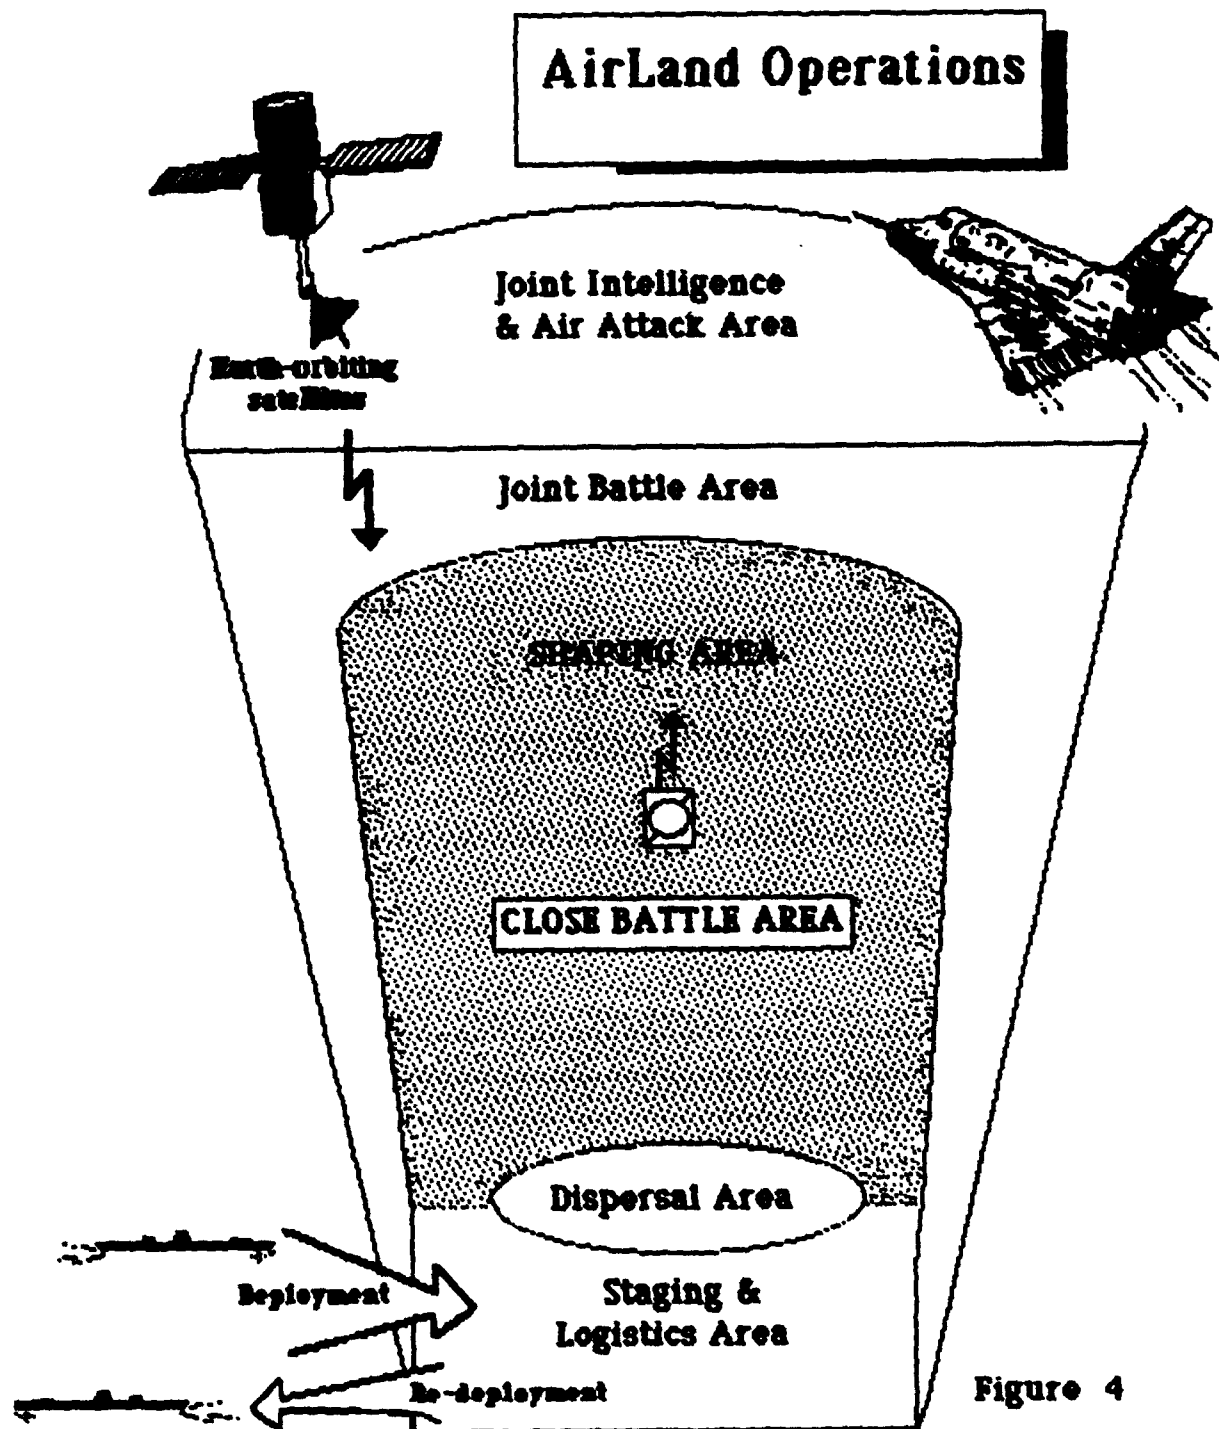 AirLand Operations
Joint Intelligence
& Air Attack Area
Earth-orbiting
satellites
Joint Battle Area
SHAPING AREA
CLOSE BATTLE AREA
Dispersal Area
Deployment
Staging &
Logistics Area
Re-deployment
Figure 4